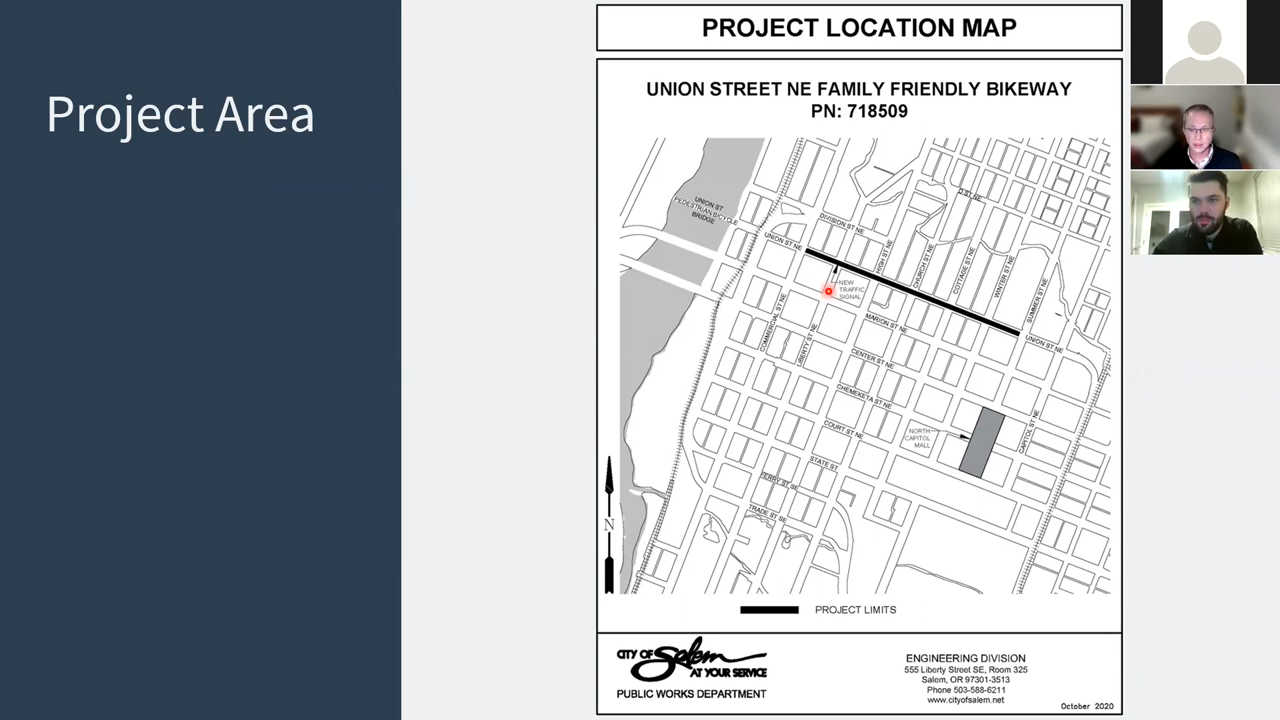 Project Area
PROJECT LOCATION MAP
UNION STREET NE FAMILY FRIENDLY BIKEWAY
PN: 718509
UNION ST
PEDESTRIAN/BICYCLE
BRIDGE
DIVISION ST NE
D ST NE
UNION ST NE
HIGH ST NE
CHURCH ST NE
COTTAGE ST NE
WINTER ST NE
SUMMER ST NE
NEW
TRAFFIC
SIGNAL
COMMERCIAL ST NE
LIBERTY ST NE
MARION ST NE
UNION ST NE
CENTER ST NE
CHEMEKETA ST NE
COURT ST NE
NORTH
CAPITOL
MALL
CAPITOL ST NE
STATE ST
FERRY ST SE
TRADE ST SE
N
PROJECT LIMITS
CITY OF Salem
AT YOUR SERVICE
PUBLIC WORKS DEPARTMENT
ENGINEERING DIVISION
555 Liberty Street SE, Room 325
Salem, OR 97301-3513
Phone 503-588-6211
www.cityofsalem.net
October 2020